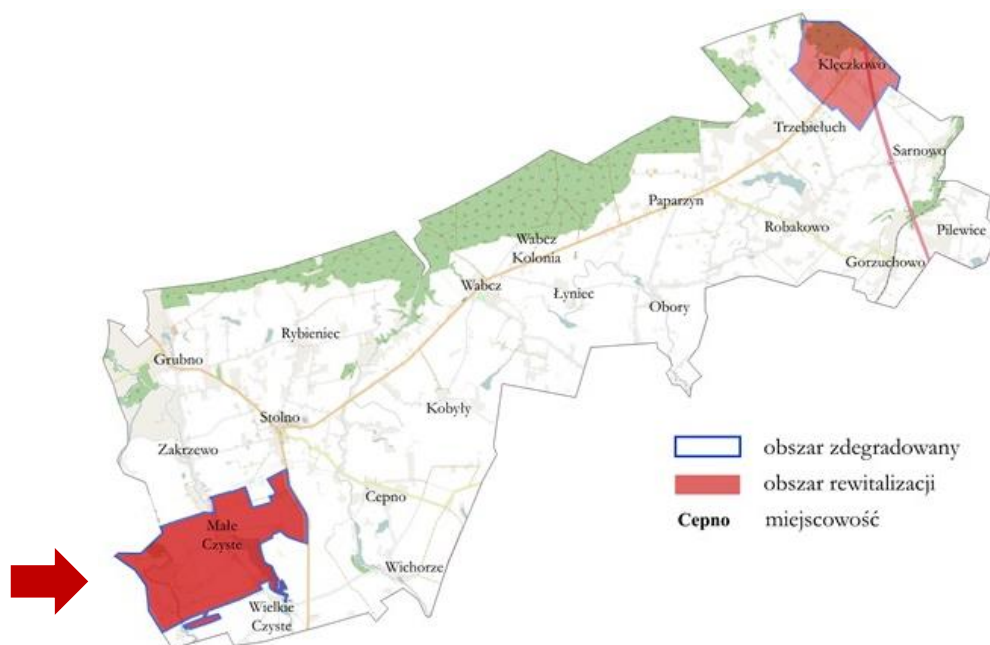 Klęczkowo
Trzebiełuch
Sarnowo
Paparzyn
Robakowo
Pilewice
Wabcz
Kolonia
Gorzuchowo
Wabcz
Łyniec
Obory
Rybieniec
Grubno
Kobyły
Stolno
Zakrzewo
obszar zdegradowany
obszar rewitalizacji
Cepno miejscowość
Cepno
Małe
Czyste
Wichorze
Wielkie
Czyste